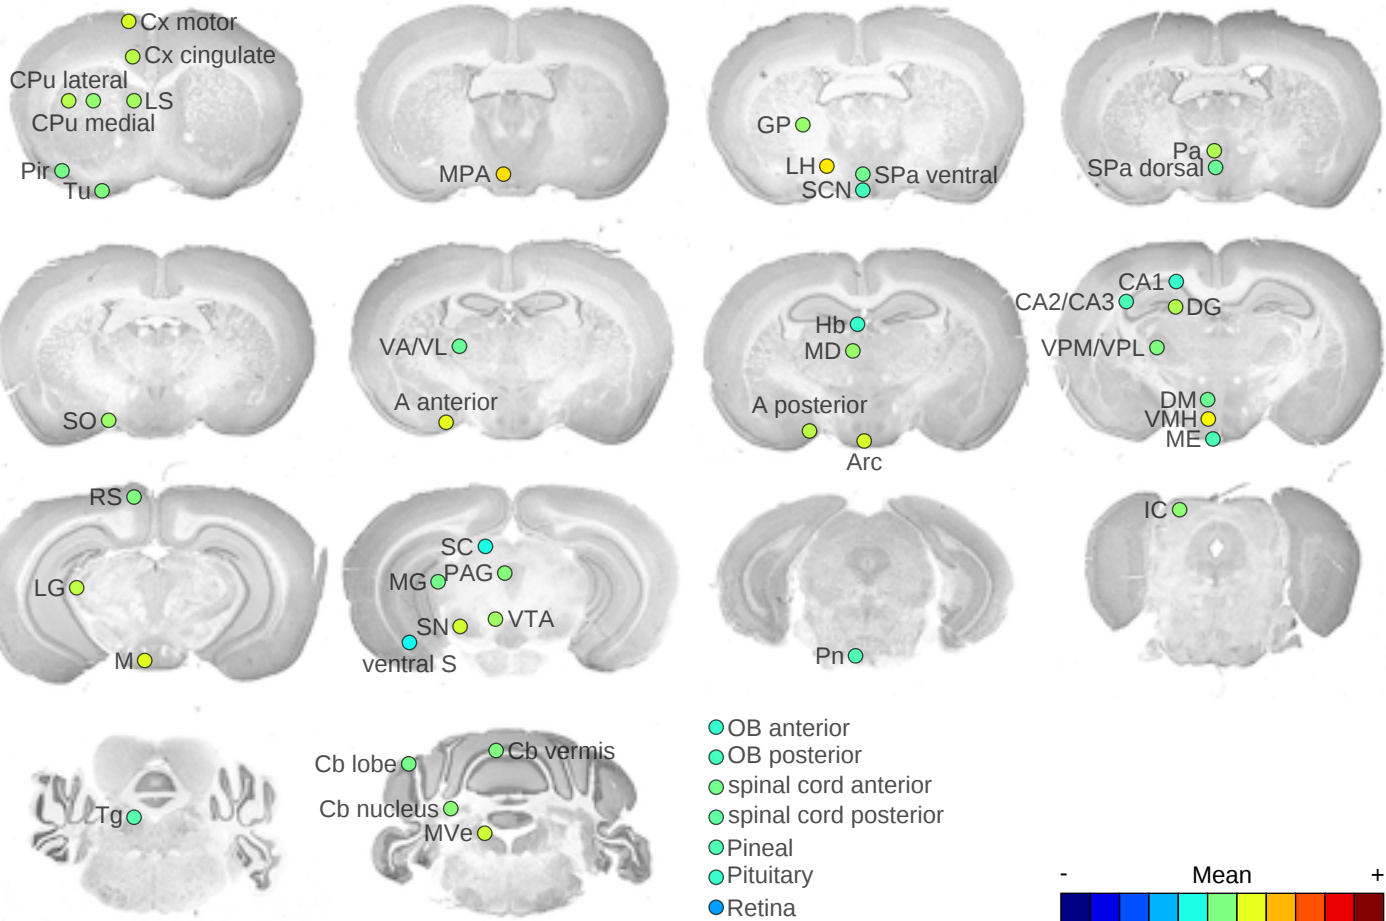 Cx motor
Cx cingulate
CPu lateral
LS
CPu medial
Pir
Tu
MPA
GP
LH
SPa ventral
SCN
Pa
SPa dorsal
SO
VA/VL
A anterior
Hb
MD
A posterior
Arc
CA1
CA2/CA3
DG
VPM/VPL
DM
VMH
ME
RS
LG
M
SC
MG
PAG
SN
VTA
ventral S
Pn
IC
Tg
Cb lobe
Cb vermis
Cb nucleus
MVe
OB anterior
OB posterior
spinal cord anterior
spinal cord posterior
Pineal
Pituitary
Retina
- Mean +